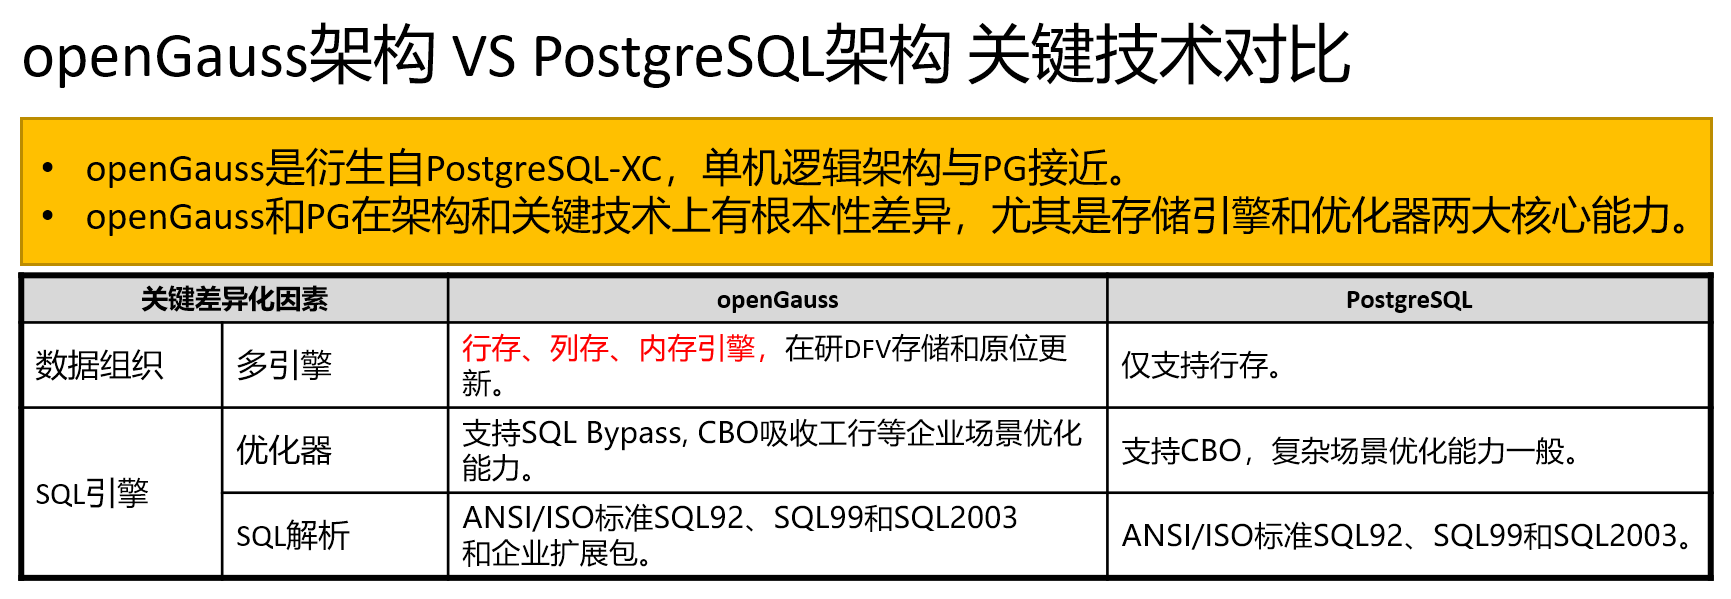 openGauss架构 VS PostgreSQL架构 关键技术对比
• openGauss是衍生自PostgreSQL-XC，单机逻辑架构与PG接近。
• openGauss和PG在架构和关键技术上有根本性差异，尤其是存储引擎和优化器两大核心能力。
关键差异化因素 openGauss PostgreSQL
数据组织 多引擎
行存、列存、内存引擎，在研DFV存储和原位更
新。
仅支持行存。
SQL引擎
优化器
支持SQL Bypass, CBO吸收工行等企业场景优化
能力。
支持CBO，复杂场景优化能力一般。
SQL解析
ANSI/ISO标准SQL92、SQL99和SQL2003
和企业扩展包。
ANSI/ISO标准SQL92、SQL99和SQL2003。